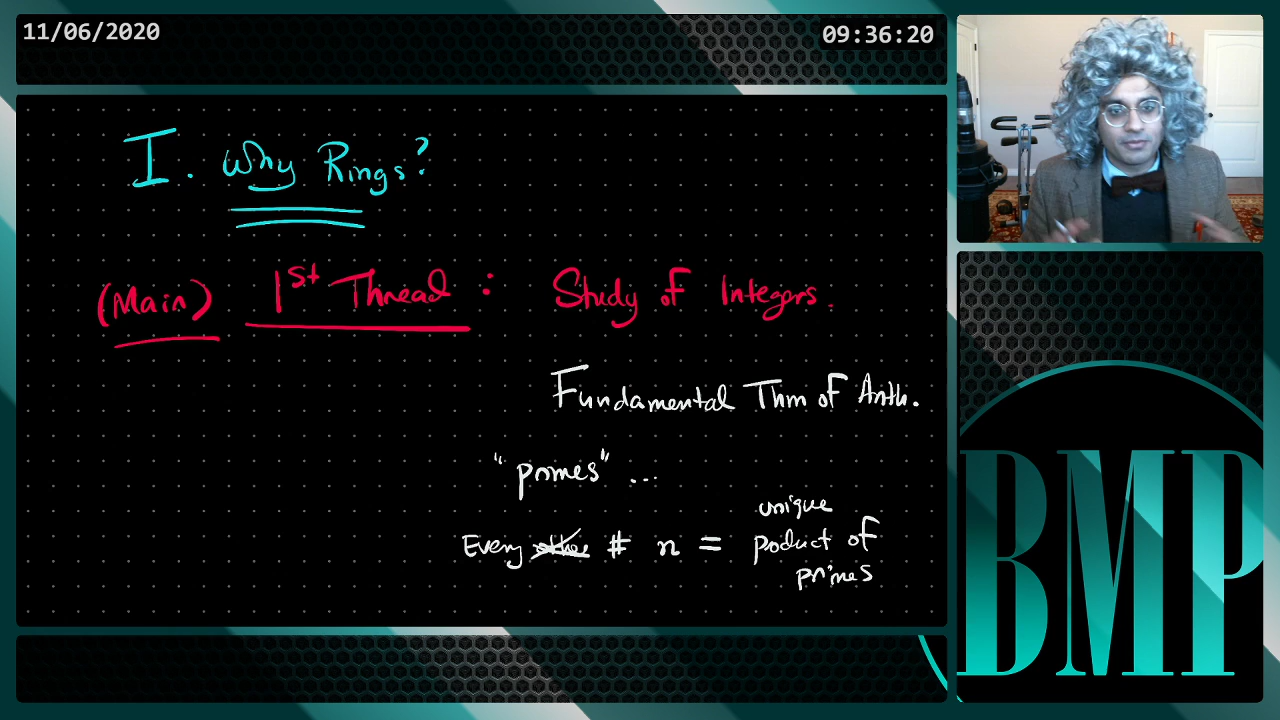 11/06/2020
09:36:20
I. Why Rings?
(Main) 1st Thread : Study of Integers.
Fundamental Thm of Arith.
"primes" ...
unique
Every other # n = product of
primes
BMP